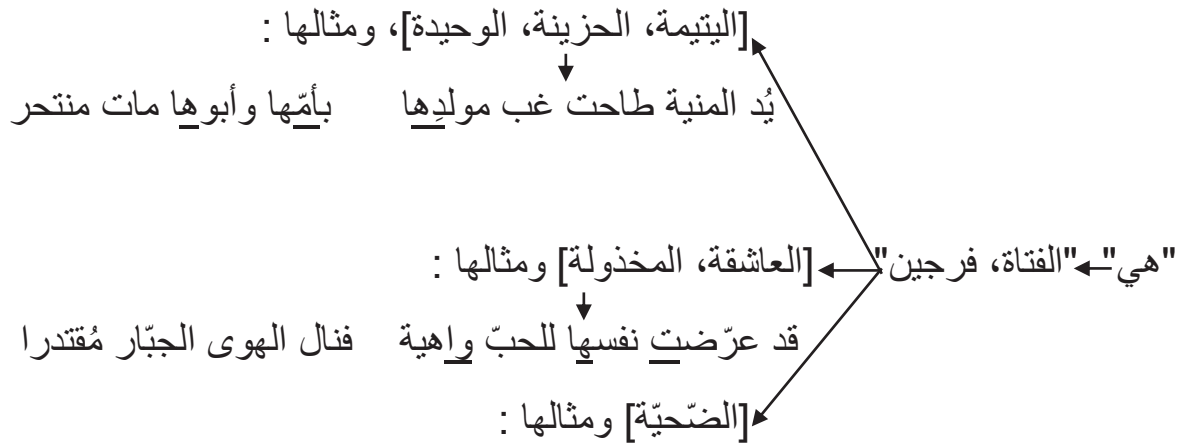 [اليتيمة، الحزينة، الوحيدة]، ومثالها :
يُد المنية طاحت غب مولدِها بأمّها وأبوها مات منتحر
"هي" "الفتاة، فرجين" [العاشقة، المخذولة] ومثالها :
قد عرّضت نفسها للحبّ واهية فنال الهوى الجبّار مُقتدرا
[الضّحيّة] ومثالها :